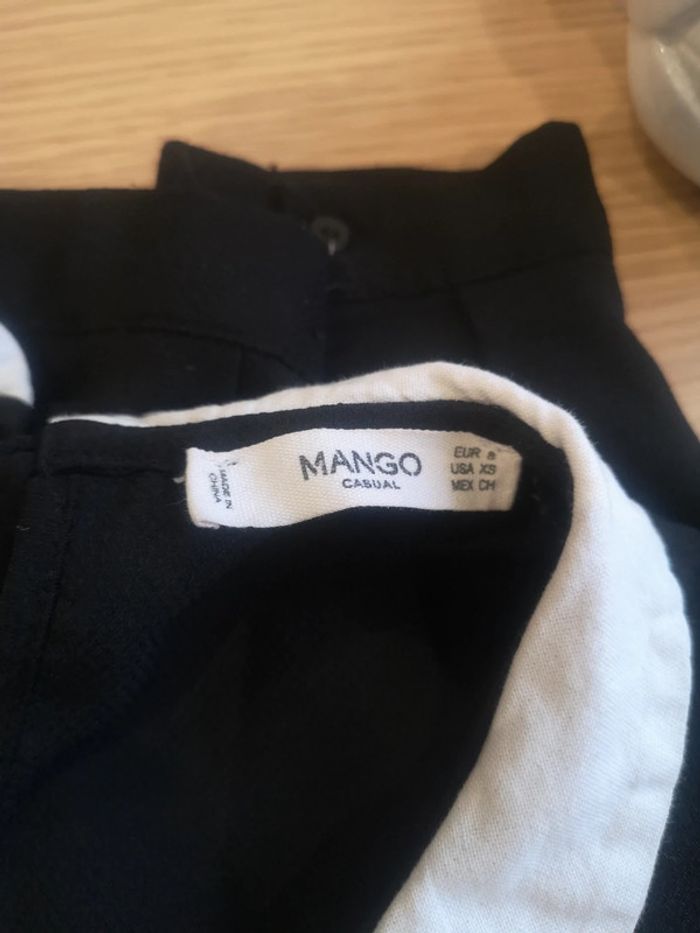 MANGO
CASUAL
EUR
USA XS
MEX CH
MADE IN
CHINA